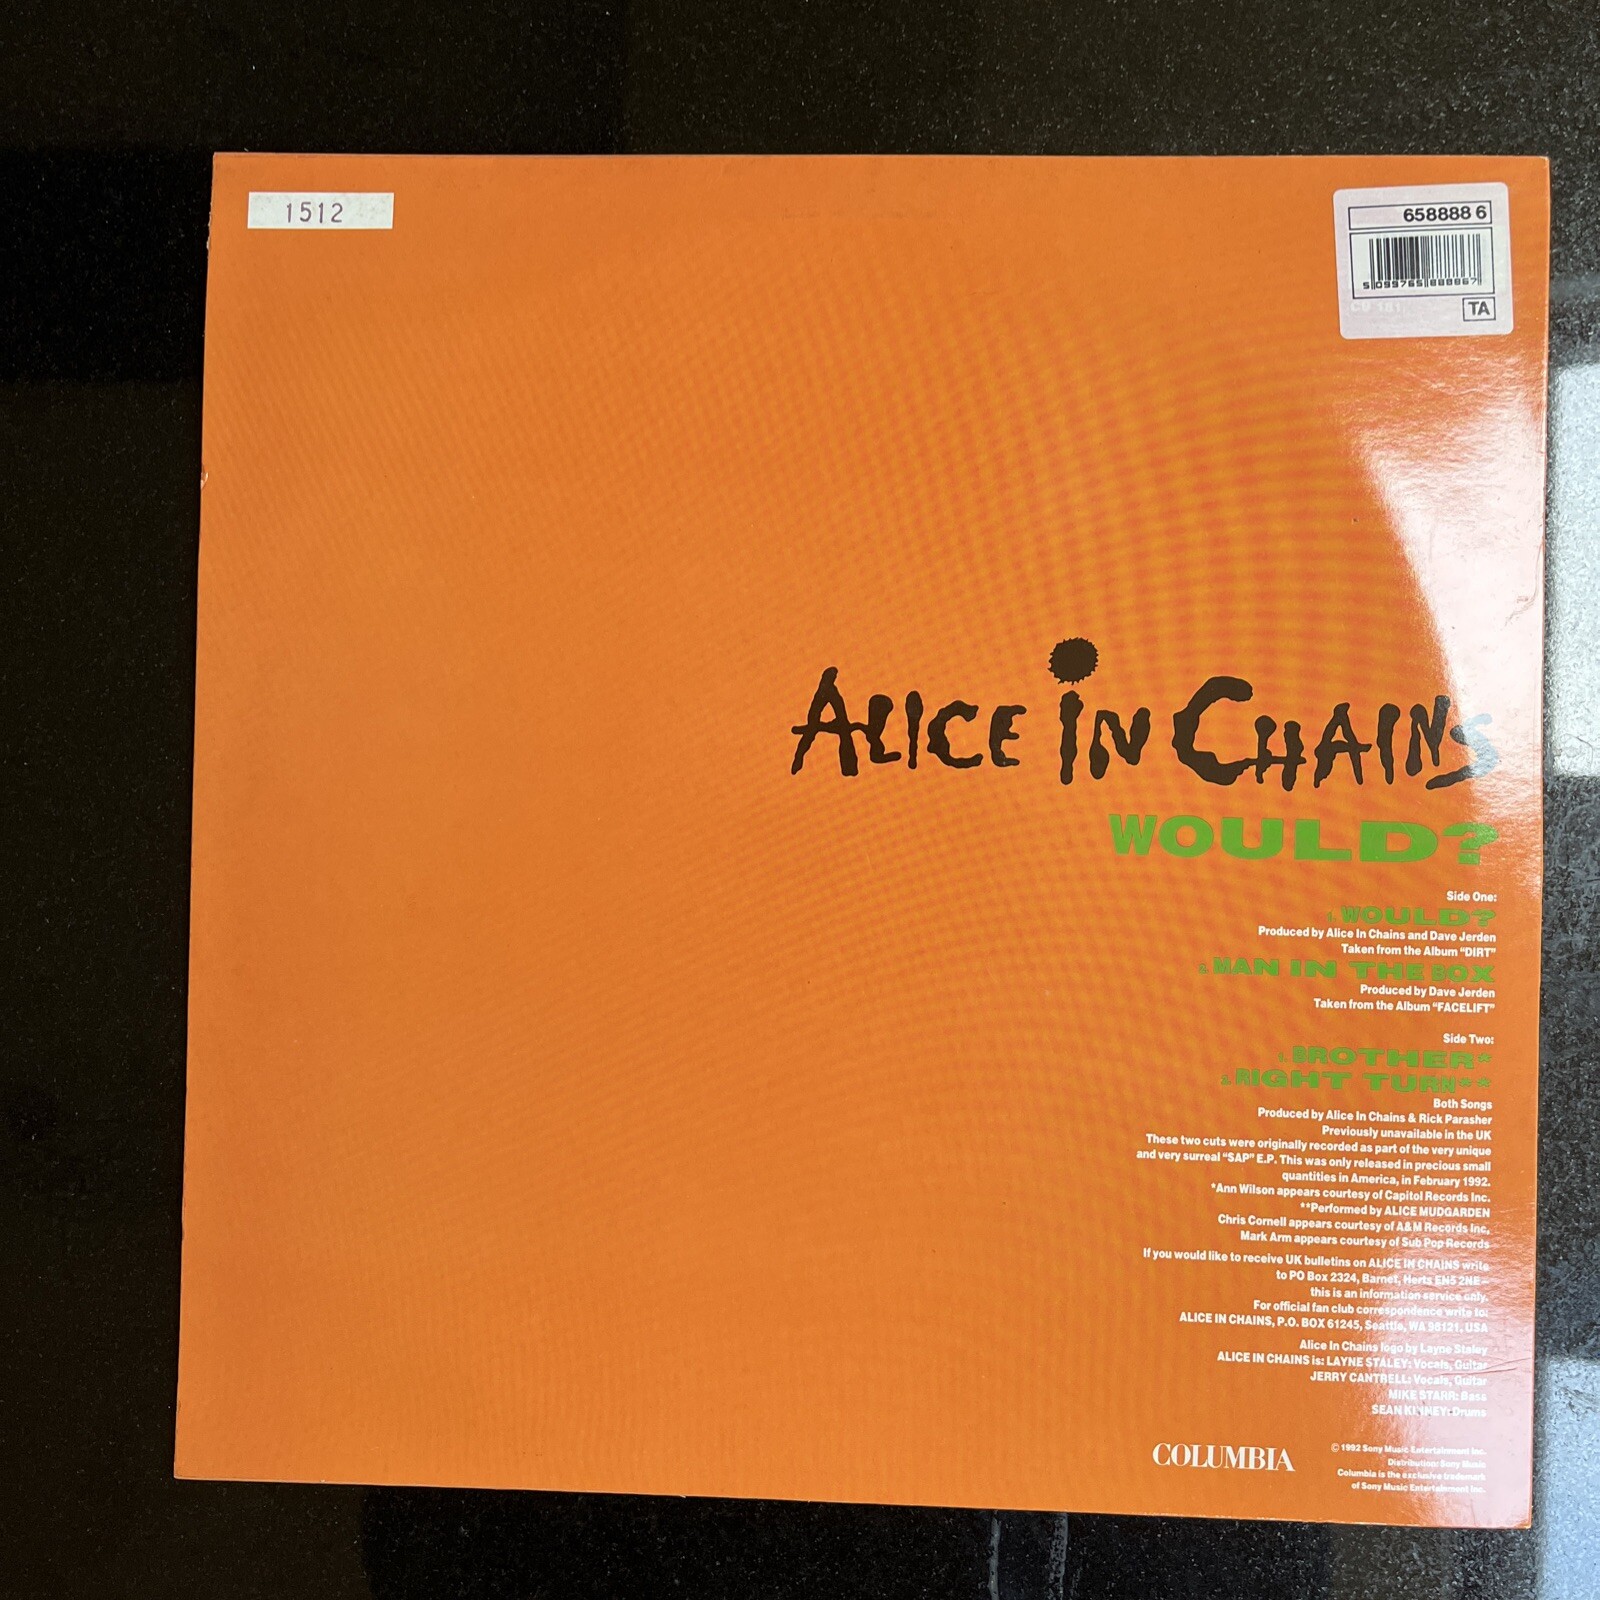 1512
658888 6
5 099765 888867
TA
ALICE IN CHAINS
WOULD?
Side One:
1. WOULD?
Produced by Alice In Chains and Dave Jerden
Taken from the Album "DIRT"
2. MAN IN THE BOX
Produced by Dave Jerden
Taken from the Album "FACELIFT"
Side Two:
1. BROTHER*
2. RIGHT TURN**
Both Songs
Produced by Alice In Chains & Rick Parasher
Previously unavailable in the UK
These two cuts were originally recorded as part of the very unique
and very surreal "SAP" E.P. This was only released in precious small
quantities in America, in February 1992.
*Ann Wilson appears courtesy of Capitol Records Inc.
**Performed by ALICE MUDGARDEN
Chris Cornell appears courtesy of A&M Records Inc,
Mark Arm appears courtesy of Sub Pop Records
If you would like to receive UK bulletins on ALICE IN CHAINS write
to PO Box 2324, Barnet, Herts EN5 2NE –
this is an information service only.
For official fan club correspondence write to:
ALICE IN CHAINS, P.O. BOX 61245, Seattle, WA 98121, USA
Alice In Chains logo by Layne Staley
ALICE IN CHAINS is: LAYNE STALEY: Vocals, Guitar
JERRY CANTRELL: Vocals, Guitar
MIKE STARR: Bass
SEAN KINNEY: Drums
COLUMBIA
© 1992 Sony Music Entertainment Inc.
Distribution: Sony Music
Columbia is the exclusive trademark
of Sony Music Entertainment Inc.